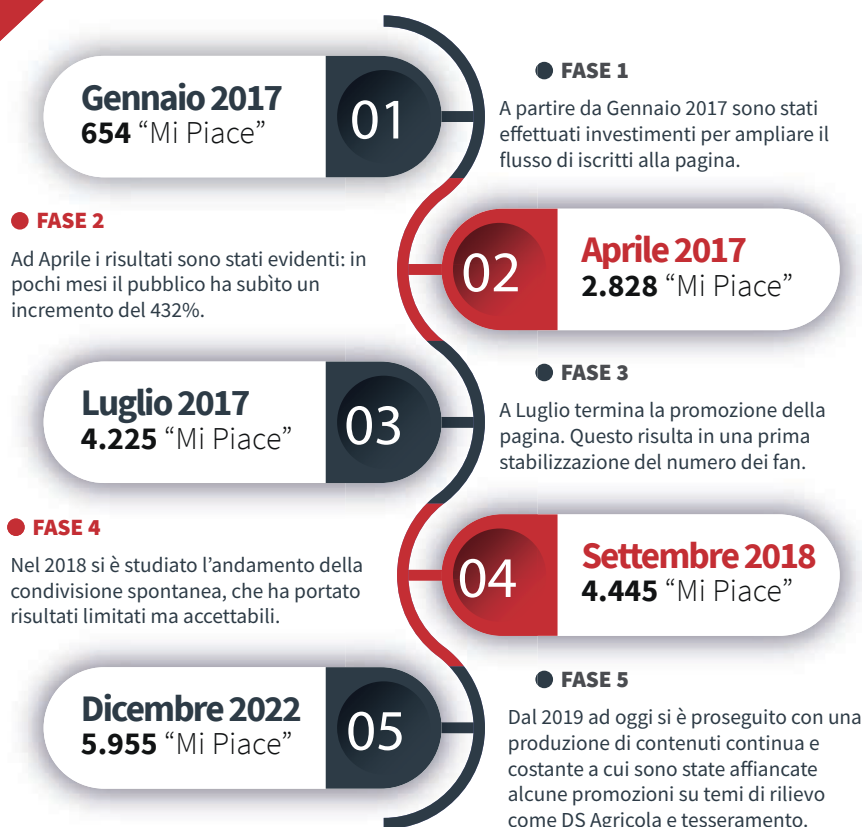 Gennaio 2017
654 “Mi Piace”
01
FASE 1
A partire da Gennaio 2017 sono stati
effettuati investimenti per ampliare il
flusso di iscritti alla pagina.
FASE 2
Ad Aprile i risultati sono stati evidenti: in
pochi mesi il pubblico ha subìto un
incremento del 432%.
02
Aprile 2017
2.828 “Mi Piace”
Luglio 2017
4.225 “Mi Piace”
03
FASE 3
A Luglio termina la promozione della
pagina. Questo risulta in una prima
stabilizzazione del numero dei fan.
FASE 4
Nel 2018 si è studiato l’andamento della
condivisione spontanea, che ha portato
risultati limitati ma accettabili.
04
Settembre 2018
4.445 “Mi Piace”
Dicembre 2022
5.955 “Mi Piace”
05
FASE 5
Dal 2019 ad oggi si è proseguito con una
produzione di contenuti continua e
costante a cui sono state affiancate
alcune promozioni su temi di rilievo
come DS Agricola e tesseramento.